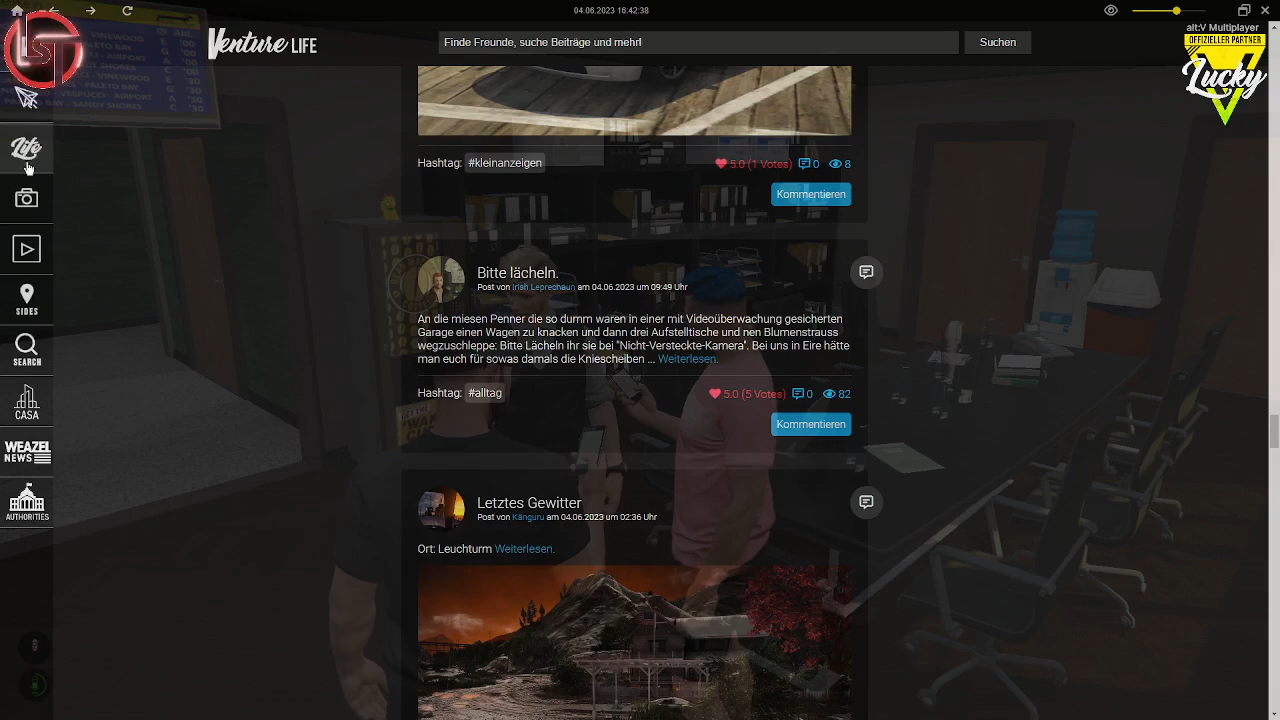 04.06.2023 16:42:38
alt:V Multiplayer
OFFIZIELLER PARTNER
Lucky V
LST
Venture LIFE
Finde Freunde, suche Beiträge und mehr!
Suchen
Life
SIDES
SEARCH
CASA
WEAZEL NEWS
AUTHORITIES
Hashtag: #kleinanzeigen
5.0 (1 Votes) 0 8
Kommentieren
Bitte lächeln.
Post von Irish Leprechaun am 04.06.2023 um 09:49 Uhr
An die miesen Penner die so dumm waren in einer mit Videoüberwachung gesicherten
Garage einen Wagen zu knacken und dann drei Aufstelltische und nen Blumenstrauss
wegzuschleppe: Bitte Lächeln ihr sie bei "Nicht-Versteckte-Kamera". Bei uns in Eire hätte
man euch für sowas damals die Kniescheiben ... Weiterlesen.
Hashtag: #alltag
5.0 (5 Votes) 0 82
Kommentieren
Letztes Gewitter
Post von Känguru am 04.06.2023 um 02:36 Uhr
Ort: Leuchturm Weiterlesen.